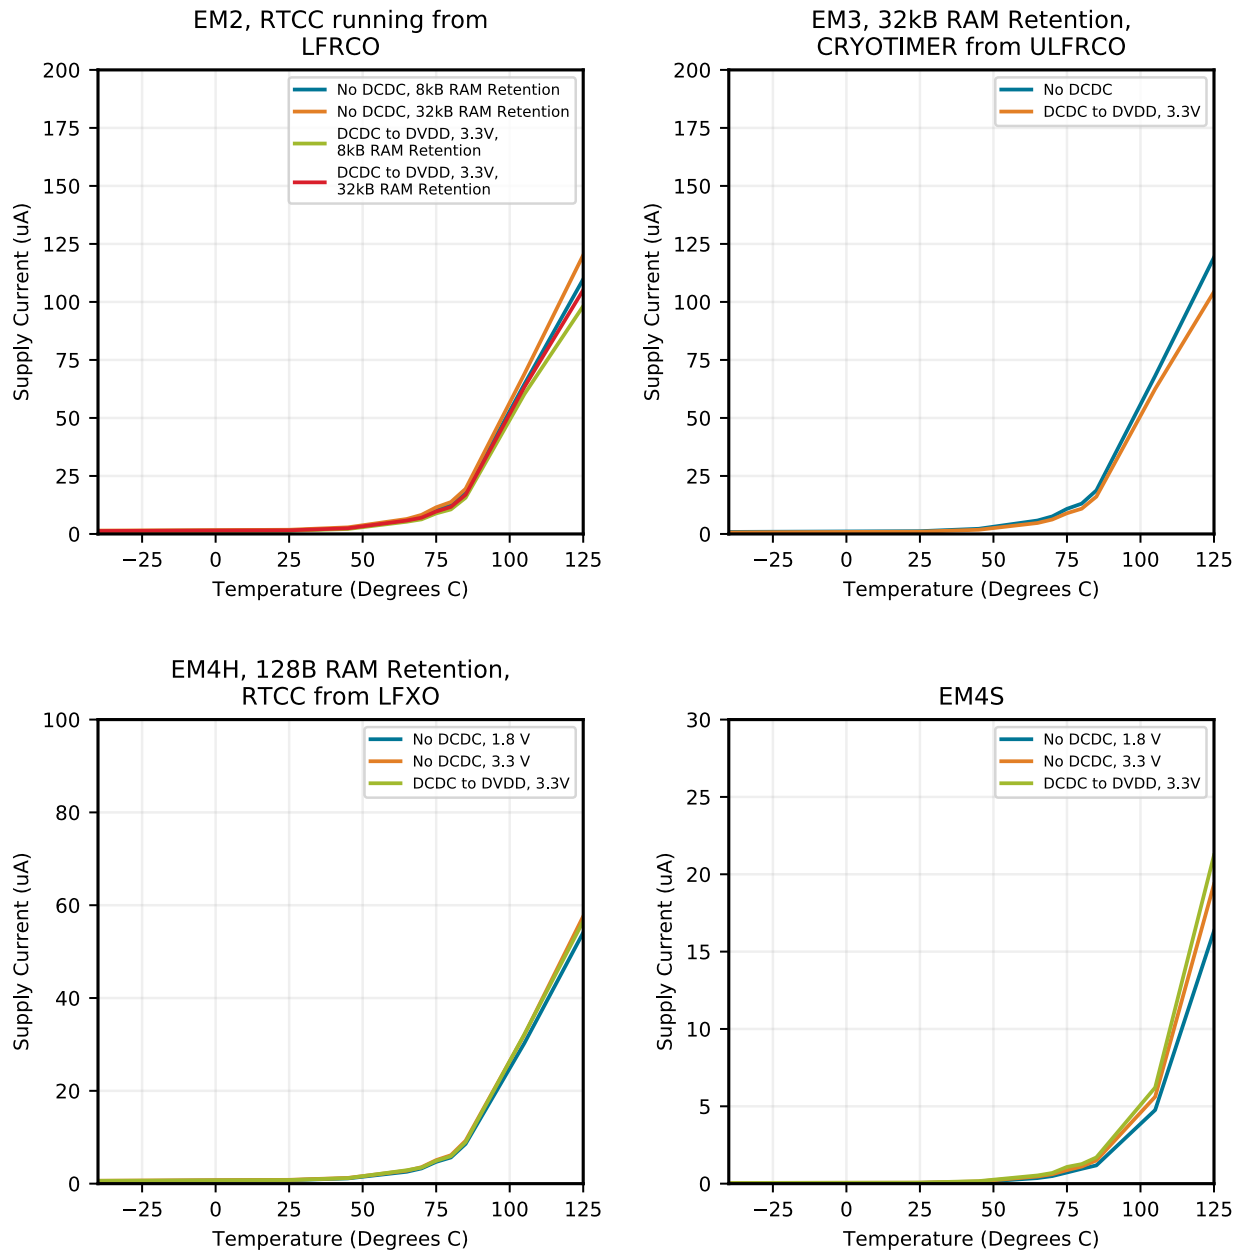 EM2, RTCC running from
LFRCO
200
175
150
125
100
75
50
25
0
Supply Current (uA)
No DCDC, 8kB RAM Retention
No DCDC, 32kB RAM Retention
DCDC to DVDD, 3.3V,
8kB RAM Retention
DCDC to DVDD, 3.3V,
32kB RAM Retention
−25 0 25 50 75 100 125
Temperature (Degrees C)
EM3, 32kB RAM Retention,
CRYOTIMER from ULFRCO
200
175
150
125
100
75
50
25
0
Supply Current (uA)
No DCDC
DCDC to DVDD, 3.3V
−25 0 25 50 75 100 125
Temperature (Degrees C)
EM4H, 128B RAM Retention,
RTCC from LFXO
100
80
60
40
20
0
Supply Current (uA)
No DCDC, 1.8 V
No DCDC, 3.3 V
DCDC to DVDD, 3.3V
−25 0 25 50 75 100 125
Temperature (Degrees C)
EM4S
30
25
20
15
10
5
0
Supply Current (uA)
No DCDC, 1.8 V
No DCDC, 3.3 V
DCDC to DVDD, 3.3V
−25 0 25 50 75 100 125
Temperature (Degrees C)